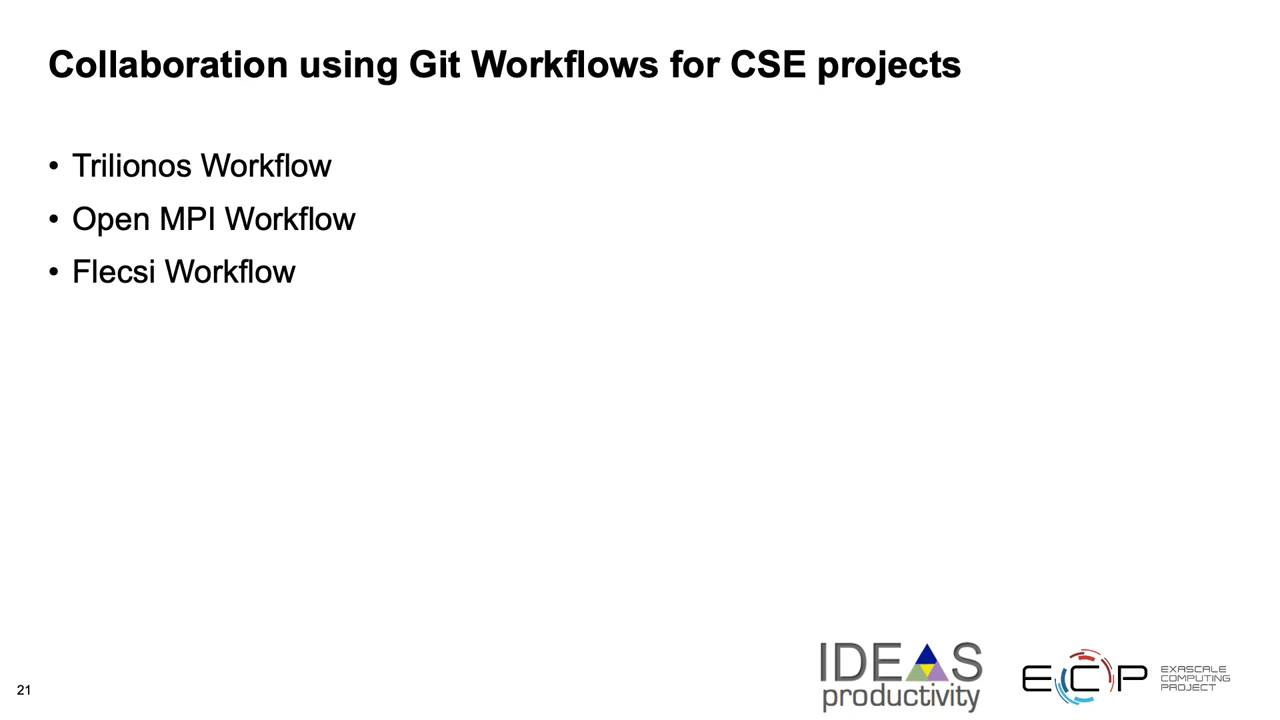 Collaboration using Git Workflows for CSE projects
• Trilionos Workflow
• Open MPI Workflow
• Flecsi Workflow
21
IDEAS
productivity
ECP
EXASCALE
COMPUTING
PROJECT